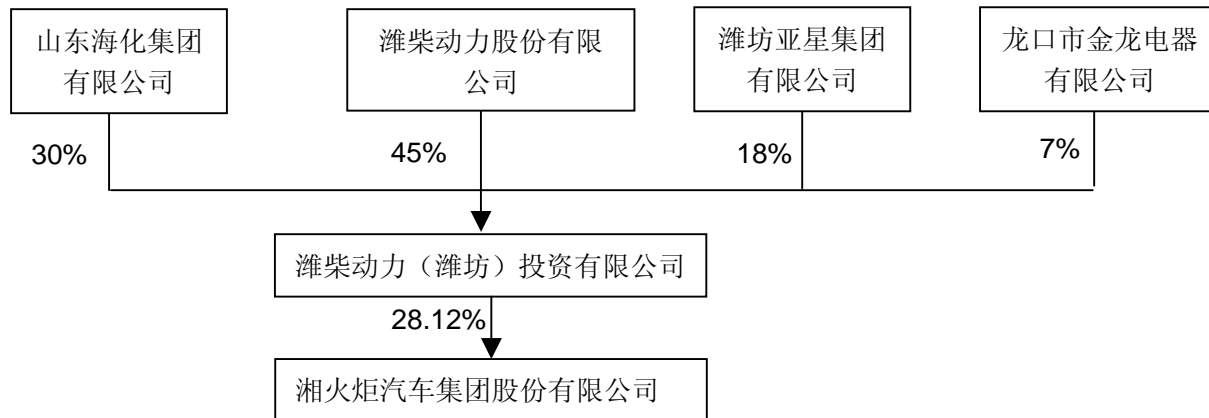 山东海化集团
有限公司
潍柴动力股份有限
公司
潍坊亚星集团
有限公司
龙口市金龙电器
有限公司
30%
45%
18%
7%
潍柴动力（潍坊）投资有限公司
28.12%
湘火炬汽车集团股份有限公司